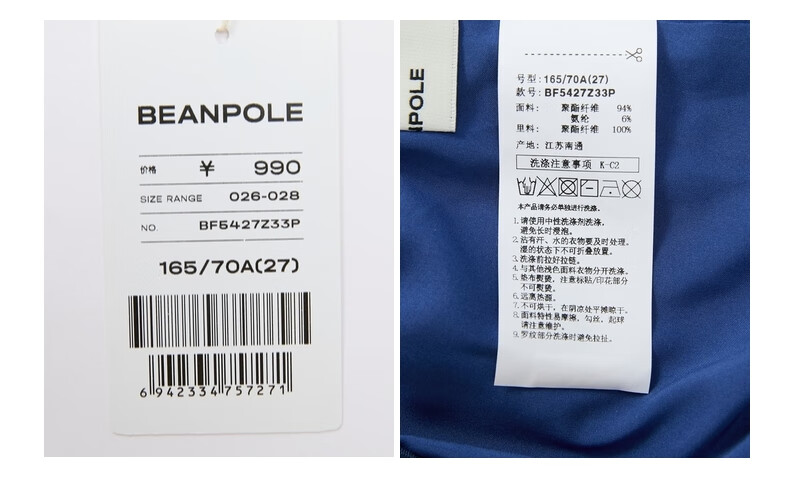 BEANPOLE
价格 ¥ 990
SIZE RANGE 026-028
NO. BF5427Z33P
165/70A(27)
6 942334 757271
NPOLE
号型:165/70A(27)
款号:BF5427Z33P
面料: 聚酯纤维 94%
氨纶 6%
里料: 聚酯纤维 100%
产地: 江苏南通
洗涤注意事项 K-C2
本产品请务必单独进行洗涤。
1.请使用中性洗涤剂洗涤,
避免长时浸泡。
2.沾有汗、水的衣物要及时处理,
湿的状态下不可折叠放置。
3.洗涤前拉好拉链。
4.与其他浅色面料衣物分开洗涤。
5.垫布熨烫, 注意标贴/印花部分
不可熨烫。
6.远离热源。
7.不可烘干, 在阴凉处平摊晾干。
8.面料特性易摩擦、勾丝、起球
请注意维护。
9.罗纹部分洗涤时避免拉扯。